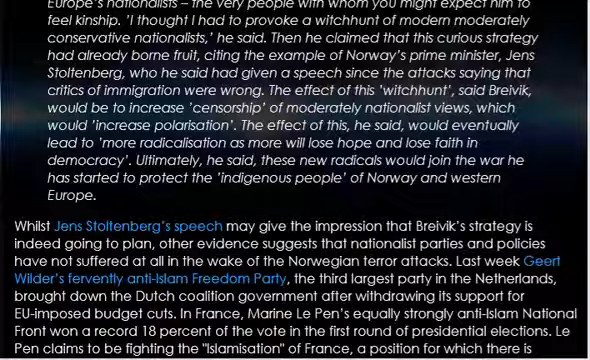 Europe's nationalists – the very people with whom you might expect him to
feel kinship. 'I thought I had to provoke a witchhunt of modern moderately
conservative nationalists,' he said. Then he claimed that this curious strategy
had already borne fruit, citing the example of Norway's prime minister, Jens
Stoltenberg, who he said had given a speech since the attacks saying that
critics of immigration were wrong. The effect of this 'witchhunt', said Breivik,
would be to increase 'censorship' of moderately nationalist views, which
would 'increase polarisation'. The effect of this, he said, would eventually
lead to 'more radicalisation as more will lose hope and lose faith in
democracy'. Ultimately, he said, these new radicals would join the war he
has started to protect the 'indigenous people' of Norway and western
Europe.
Whilst Jens Stoltenberg's speech may give the impression that Breivik's strategy is
indeed going to plan, other evidence suggests that nationalist parties and policies
have not suffered at all in the wake of the Norwegian terror attacks. Last week Geert
Wilder's fervently anti-Islam Freedom Party, the third largest party in the Netherlands,
brought down the Dutch coalition government after withdrawing its support for
EU-imposed budget cuts. In France, Marine Le Pen's equally strongly anti-Islam National
Front won a record 18 percent of the vote in the first round of presidential elections. Le
Pen claims to be fighting the "Islamisation" of France, a position for which there is